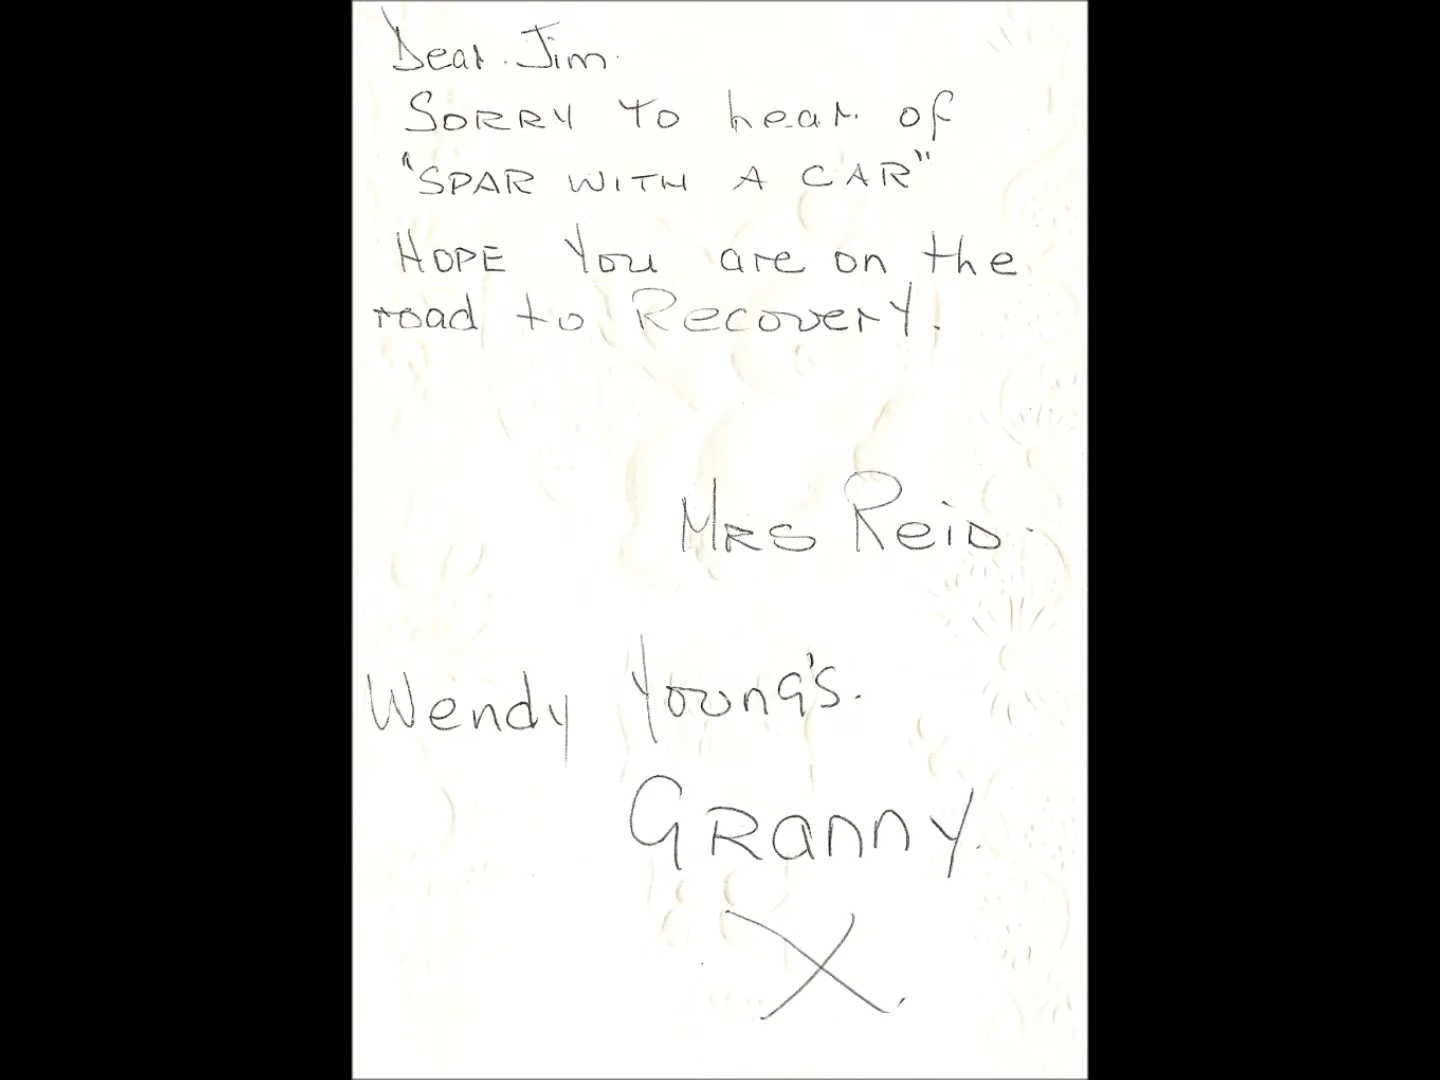 Dear. Jim.
SORRY TO hear. of
"SPAR WITH A CAR"
HOPE You are on the
road to Recovery.
MRS ReiD.
Wendy Young's.
GRanny.
X.